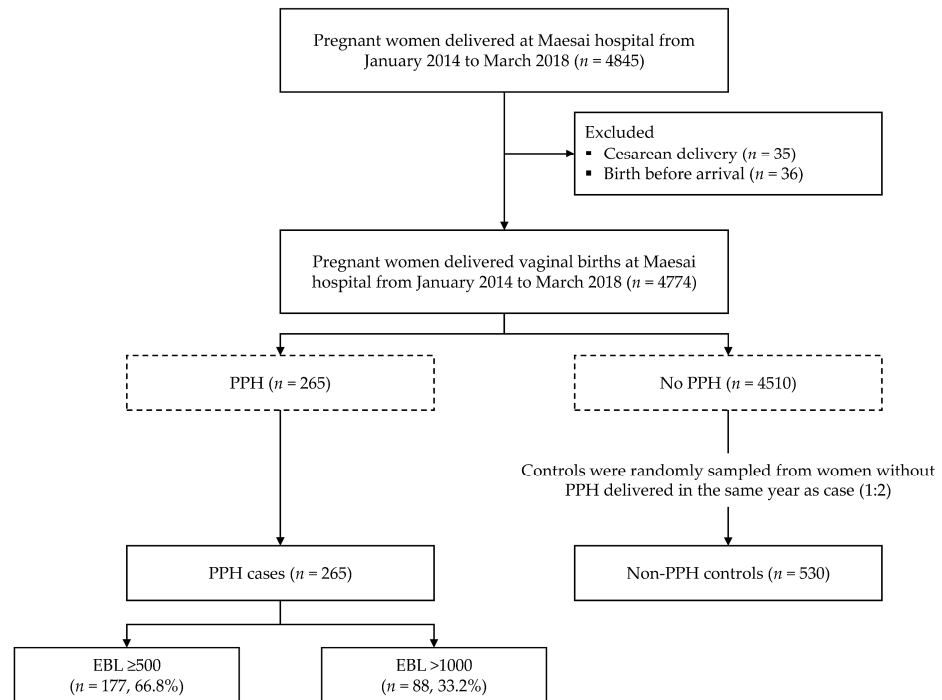 Pregnant women delivered at Maesai hospital from
January 2014 to March 2018 (n = 4845)
Excluded
▪ Cesarean delivery (n = 35)
▪ Birth before arrival (n = 36)
Pregnant women delivered vaginal births at Maesai
hospital from January 2014 to March 2018 (n = 4774)
PPH (n = 265)
No PPH (n = 4510)
Controls were randomly sampled from women without
PPH delivered in the same year as case (1:2)
PPH cases (n = 265)
Non-PPH controls (n = 530)
EBL ≥500
(n = 177, 66.8%)
EBL >1000
(n = 88, 33.2%)